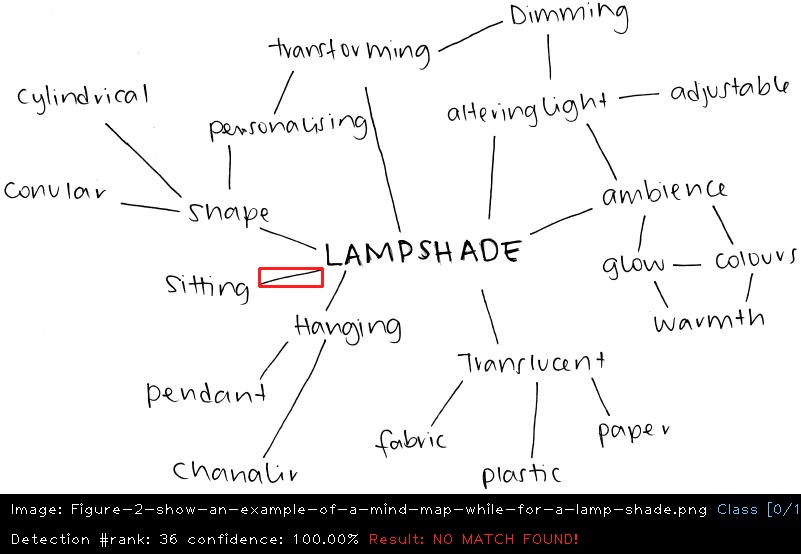 Dimming
transforming
cylindrical
alteringlight
adjustable
personalising
conular
shape
ambience
LAMPSHADE
glow
colours
sitting
Hanging
warmth
Translucent
pendant
fabric
paper
chanalir
plastic
Image: Figure-2-show-an-example-of-a-mind-map-while-for-a-lamp-shade.png Class [0/1
Detection #rank: 36 confidence: 100.00% Result: NO MATCH FOUND!